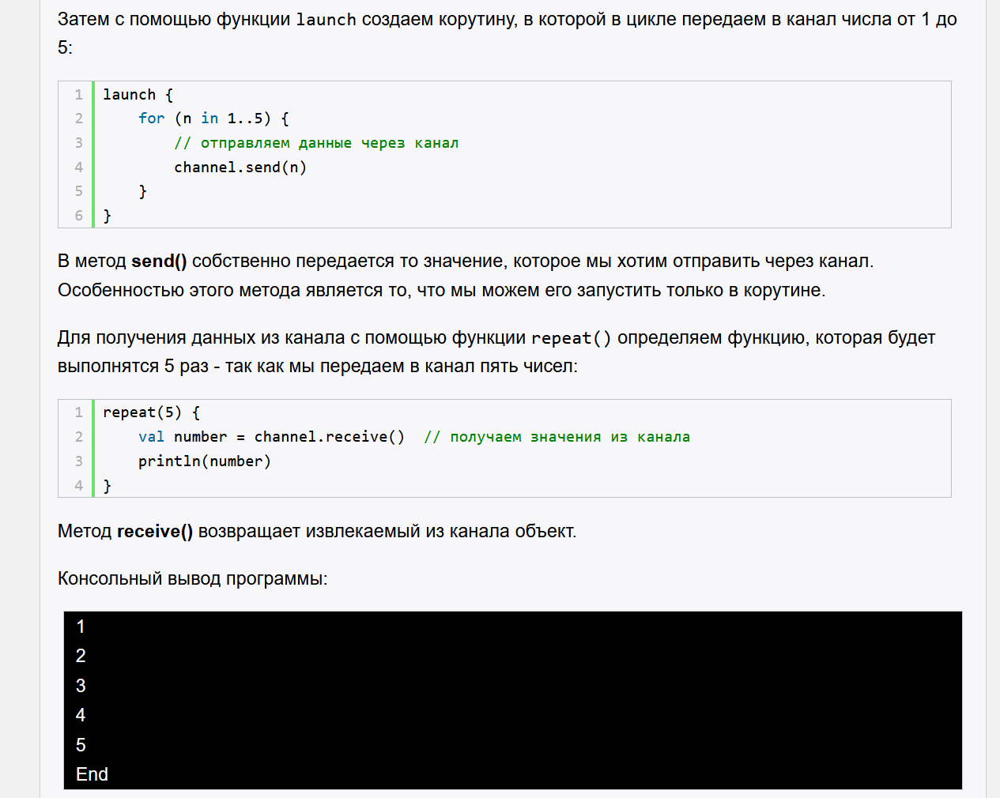 Затем с помощью функции launch создаем корутину, в которой в цикле передаем в канал числа от 1 до
5:
1 launch {
2     for (n in 1..5) {
3         // отправляем данные через канал
4         channel.send(n)
5     }
6 }
В метод send() собственно передается то значение, которое мы хотим отправить через канал.
Особенностью этого метода является то, что мы можем его запустить только в корутине.
Для получения данных из канала с помощью функции repeat() определяем функцию, которая будет
выполнятся 5 раз - так как мы передаем в канал пять чисел:
1 repeat(5) {
2     val number = channel.receive()  // получаем значения из канала
3     println(number)
4 }
Метод receive() возвращает извлекаемый из канала объект.
Консольный вывод программы:
1
2
3
4
5
End